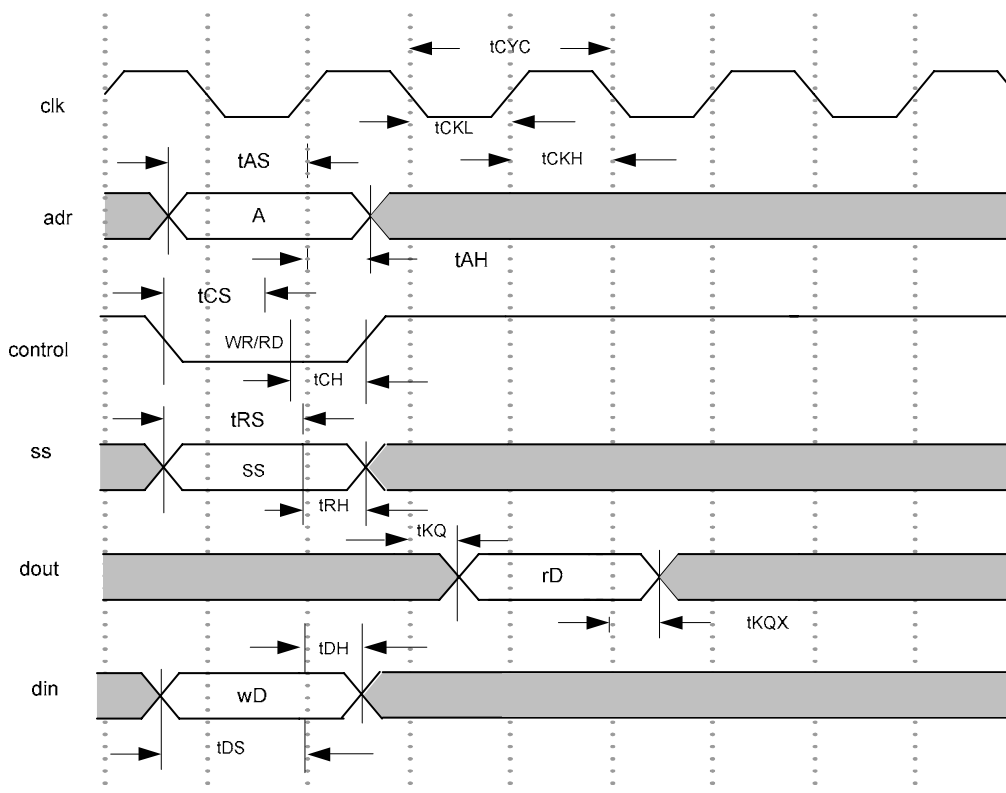 tCYC
clk
tCKL
tAS
tCKH
adr
A
tAH
tCS
control
WR/RD
tCH
tRS
ss
SS
tRH
tKQ
dout
rD
tKQX
tDH
din
wD
tDS